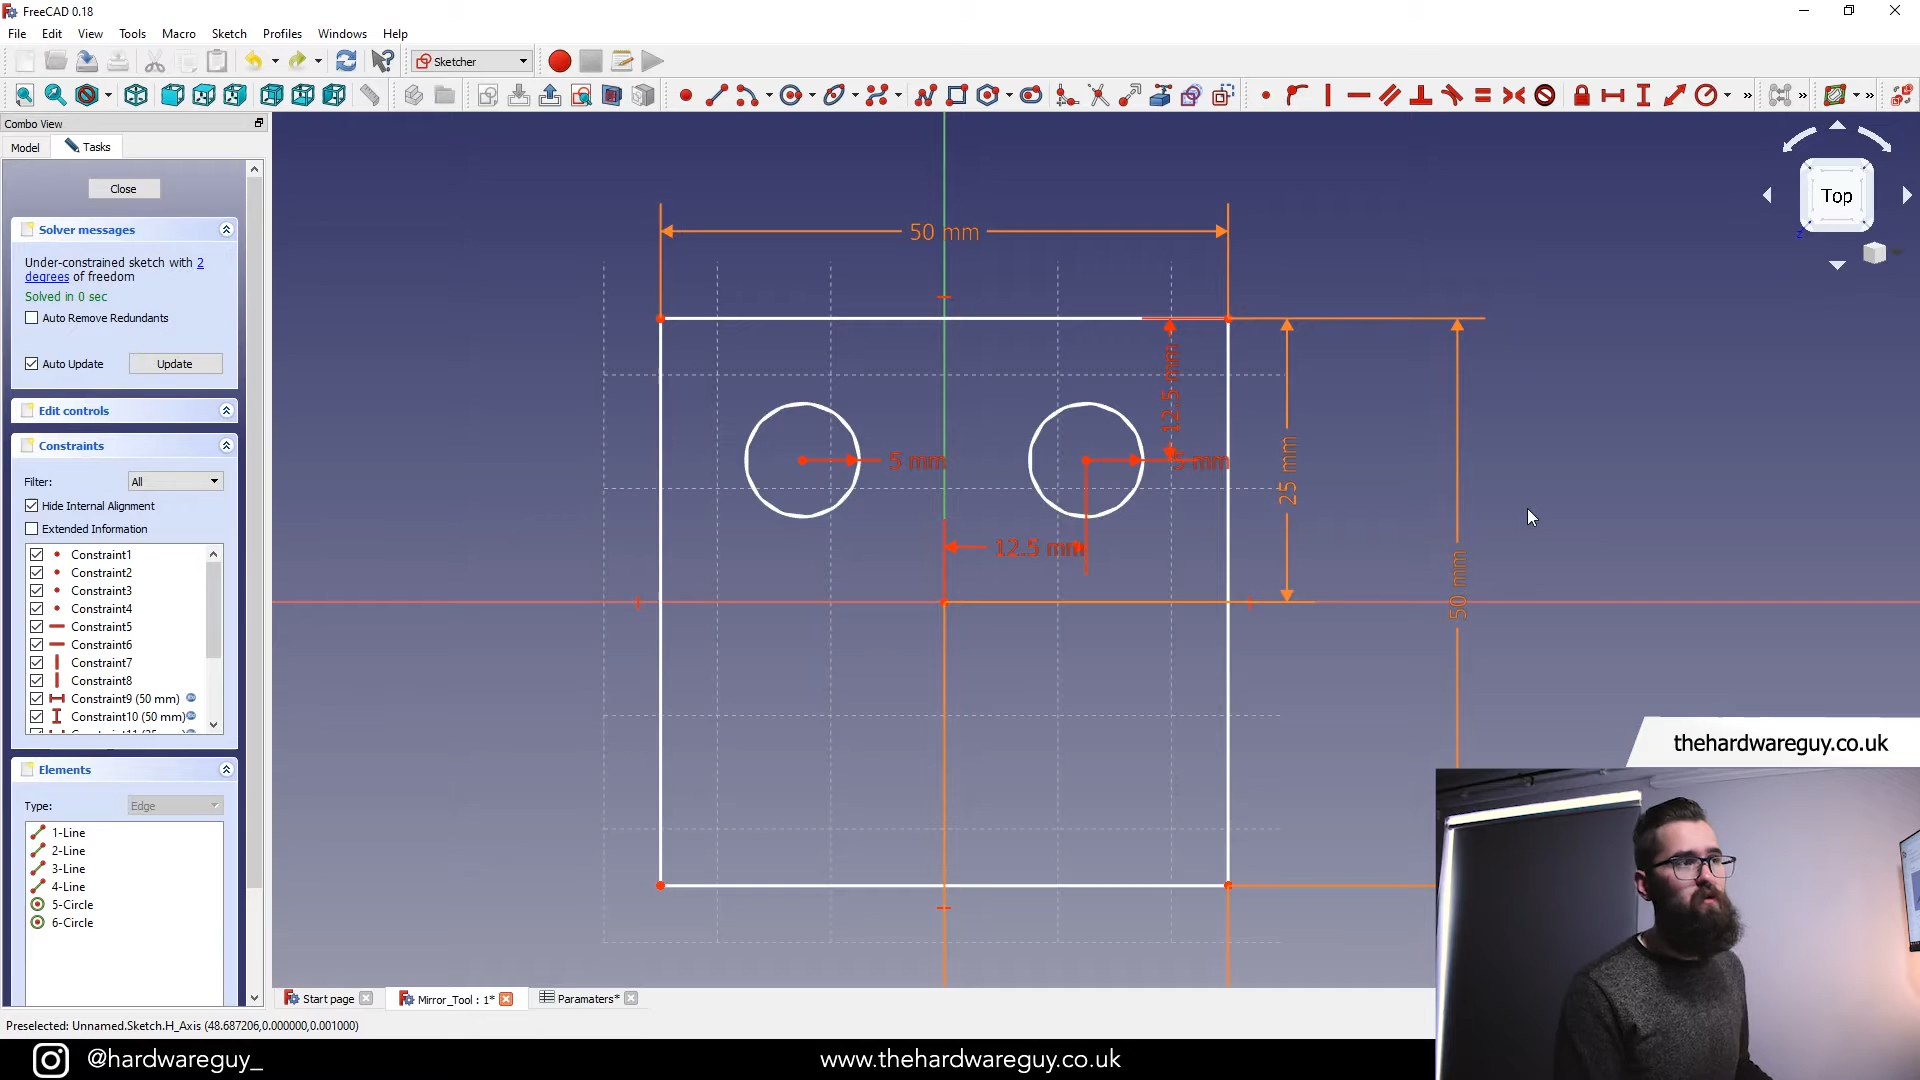 FreeCAD 0.18
File Edit View Tools Macro Sketch Profiles Windows Help
Sketcher
Combo View
Model Tasks
Close
Solver messages
Under-constrained sketch with 2
degrees of freedom
Solved in 0 sec
Auto Remove Redundants
Auto Update Update
Edit controls
Constraints
Filter: All
Hide Internal Alignment
Extended Information
Constraint1
Constraint2
Constraint3
Constraint4
Constraint5
Constraint6
Constraint7
Constraint8
Constraint9 (50 mm)
Constraint10 (50 mm)
Elements
Type: Edge
1-Line
2-Line
3-Line
4-Line
5-Circle
6-Circle
50 mm
12.5 mm
5 mm
5 mm
25 mm
12.5 mm
50 mm
Top
z
thehardwareguy.co.uk
Start page Mirror_Tool : 1* Paramaters*
Preselected: Unnamed.Sketch.H_Axis (48.687206,0.000000,0.001000)
@hardwareguy_ www.thehardwareguy.co.uk